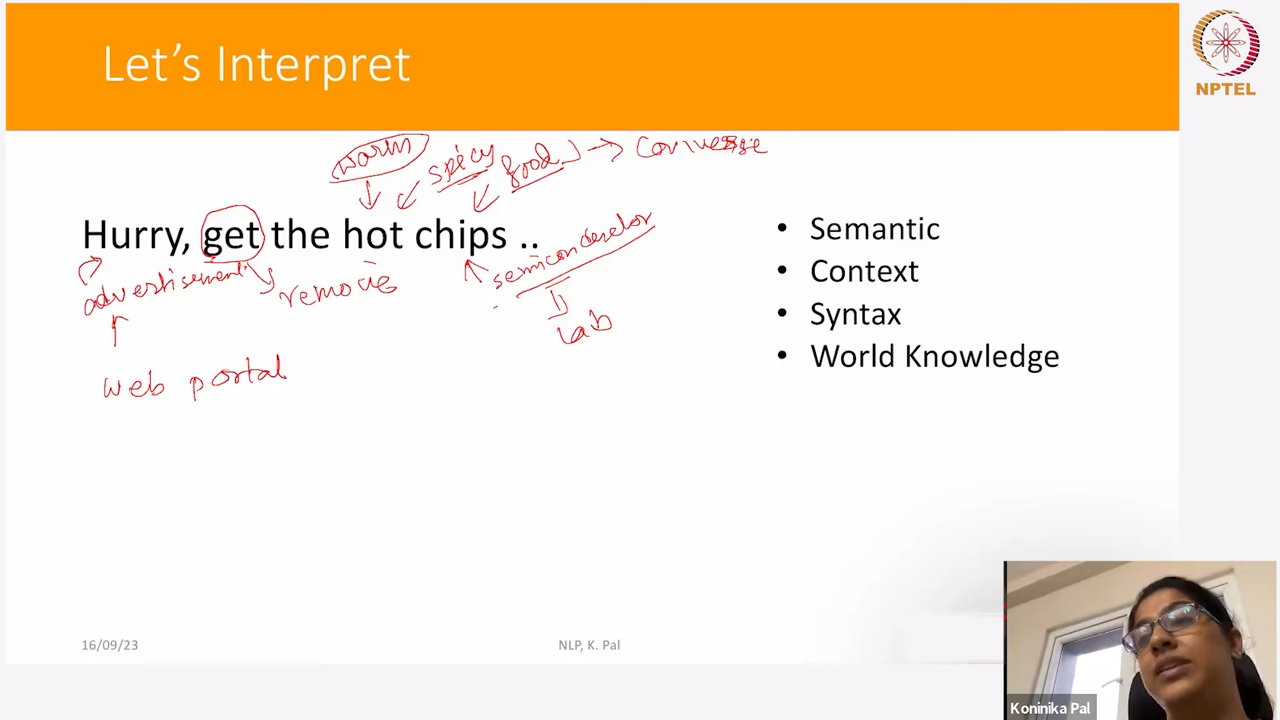 Let's Interpret
NPTEL
warm spicy food →
Hurry, get the hot chips ..
advertisement
remove
semiconductor
Lab
web portal
• Semantic
• Context
• Syntax
• World Knowledge
16/09/23
NLP, K. Pal
Koninika Pal